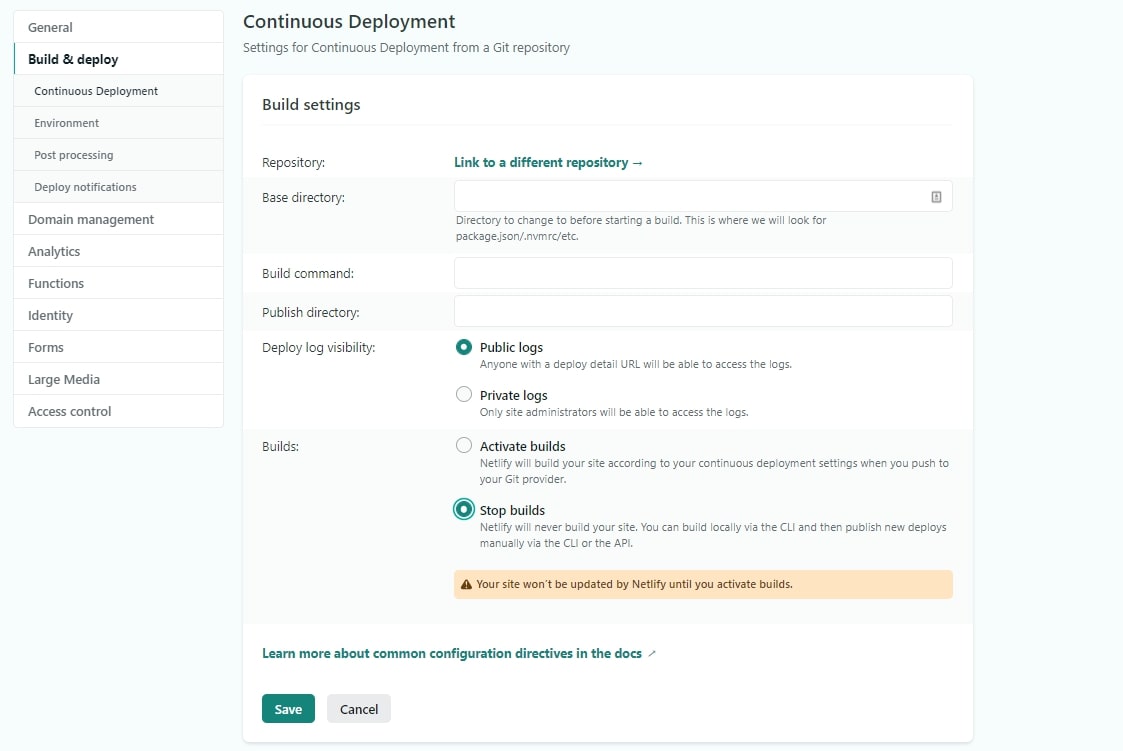 General
Build & deploy
Continuous Deployment
Environment
Post processing
Deploy notifications
Domain management
Analytics
Functions
Identity
Forms
Large Media
Access control
Continuous Deployment
Settings for Continuous Deployment from a Git repository
Build settings
Repository:
Link to a different repository →
Base directory:
Directory to change to before starting a build. This is where we will look for
package.json/.nvmrc/etc.
Build command:
Publish directory:
Deploy log visibility:
Public logs
Anyone with a deploy detail URL will be able to access the logs.
Private logs
Only site administrators will be able to access the logs.
Builds:
Activate builds
Netlify will build your site according to your continuous deployment settings when you push to
your Git provider.
Stop builds
Netlify will never build your site. You can build locally via the CLI and then publish new deploys
manually via the CLI or the API.
Your site won't be updated by Netlify until you activate builds.
Learn more about common configuration directives in the docs
Save
Cancel